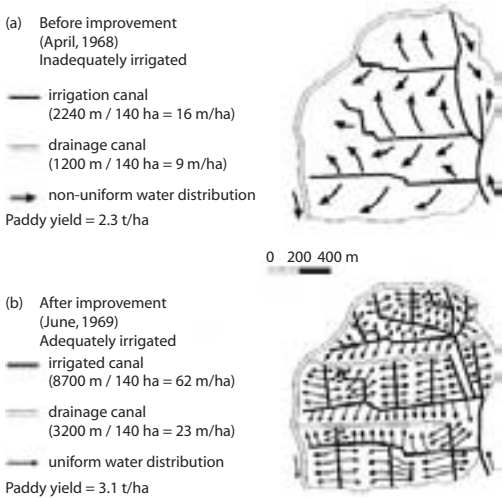 (a) Before improvement
(April, 1968)
Inadequately irrigated
irrigation canal
(2240 m / 140 ha = 16 m/ha)
drainage canal
(1200 m / 140 ha = 9 m/ha)
non-uniform water distribution
Paddy yield = 2.3 t/ha
0 200 400 m
(b) After improvement
(June, 1969)
Adequately irrigated
irrigated canal
(8700 m / 140 ha = 62 m/ha)
drainage canal
(3200 m / 140 ha = 23 m/ha)
uniform water distribution
Paddy yield = 3.1 t/ha